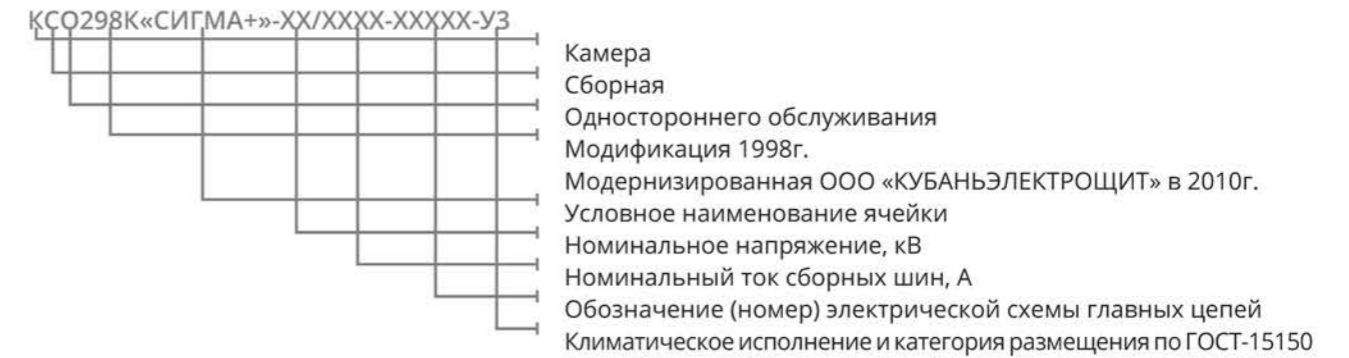 КСО298К«СИГМА+»-ХХ/ХХХХ-ХХХХХ-У3
Камера
Сборная
Одностороннего обслуживания
Модификация 1998г.
Модернизированная ООО «КУБАНЬЭЛЕКТРОЩИТ» в 2010г.
Условное наименование ячейки
Номинальное напряжение, кВ
Номинальный ток сборных шин, А
Обозначение (номер) электрической схемы главных цепей
Климатическое исполнение и категория размещения по ГОСТ-15150